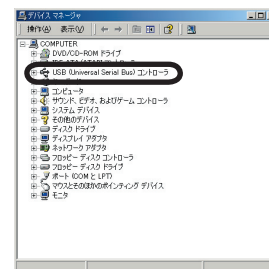 デバイス マネージャ
操作(A) 表示(V)
COMPUTER
DVD/CD-ROM ドライブ
USB (Universal Serial Bus) コントローラ
コンピュータ
サウンド、ビデオ、およびゲーム コントローラ
システム デバイス
その他のデバイス
ディスク ドライブ
ディスプレイ アダプタ
ネットワーク アダプタ
フロッピー ディスク コントローラ
フロッピー ディスク ドライブ
ポート (COM と LPT)
マウスとそのほかのポインティング デバイス
モニタ